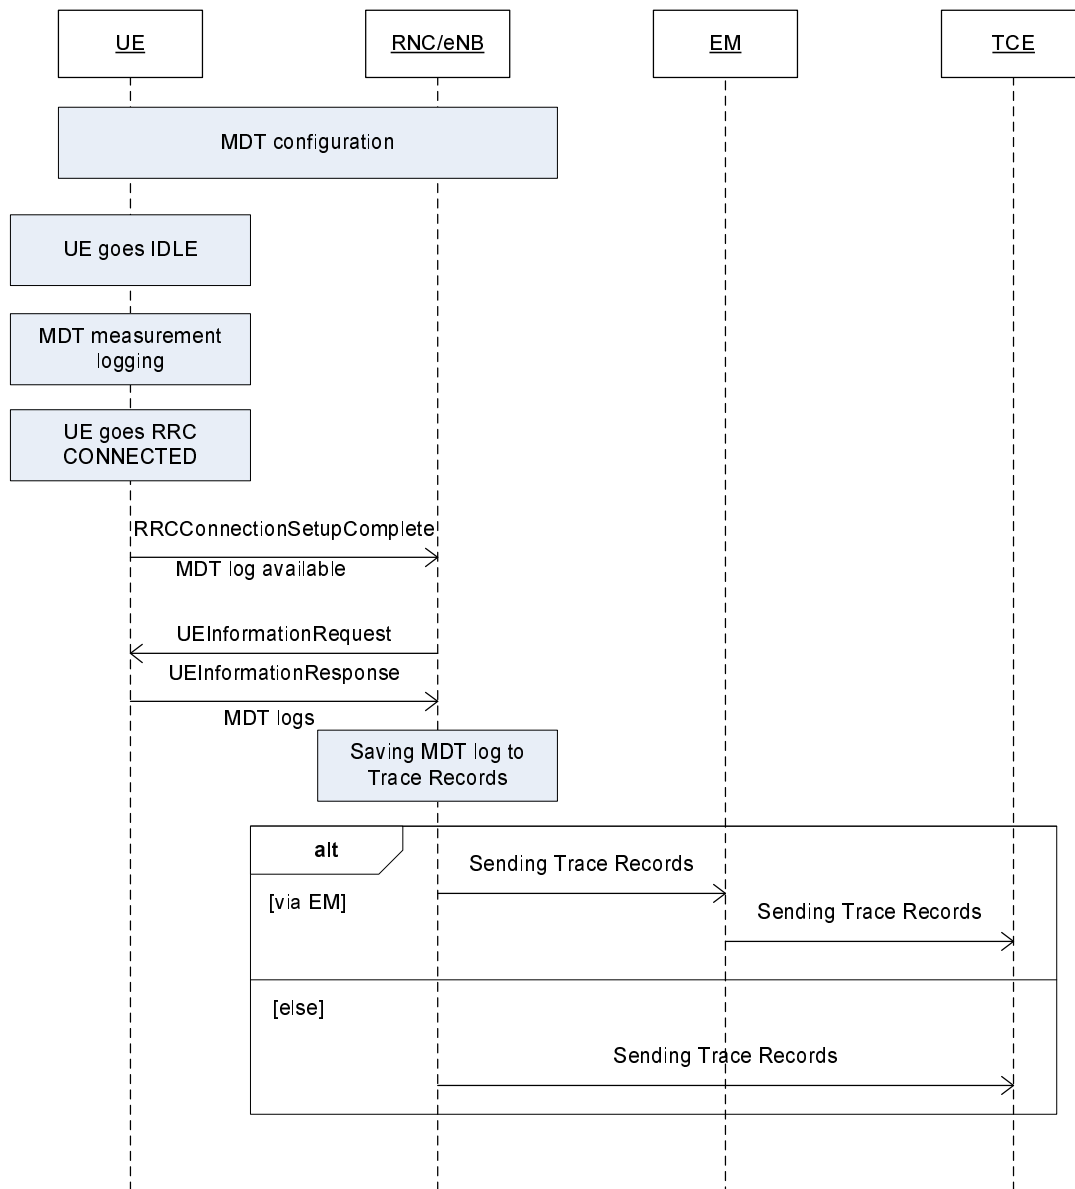 UE
RNC/eNB
EM
TCE
MDT configuration
UE goes IDLE
MDT measurement
logging
UE goes RRC
CONNECTED
RRCConnectionSetupComplete
MDT log available
UEInformationRequest
UEInformationResponse
MDT logs
Saving MDT log to
Trace Records
alt
Sending Trace Records
[via EM]
Sending Trace Records
[else]
Sending Trace Records